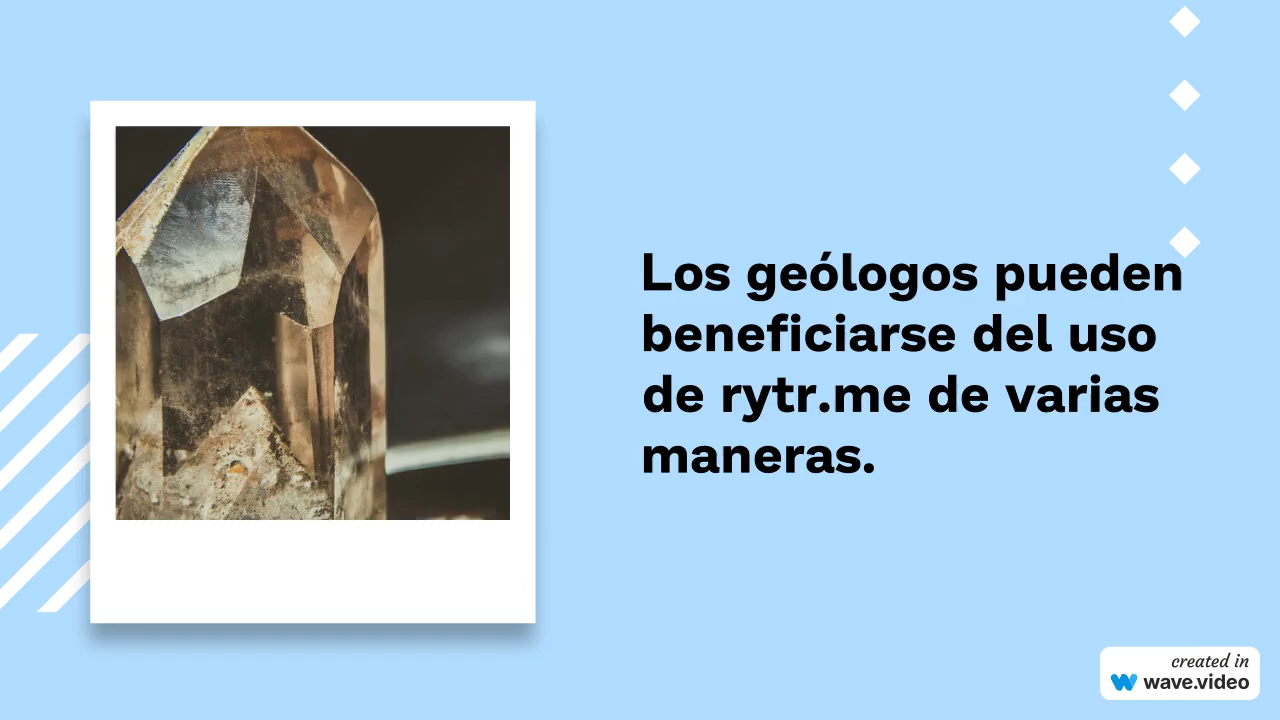 Los geólogos pueden
beneficiarse del uso
de rytr.me de varias
maneras.
created in
wave.video